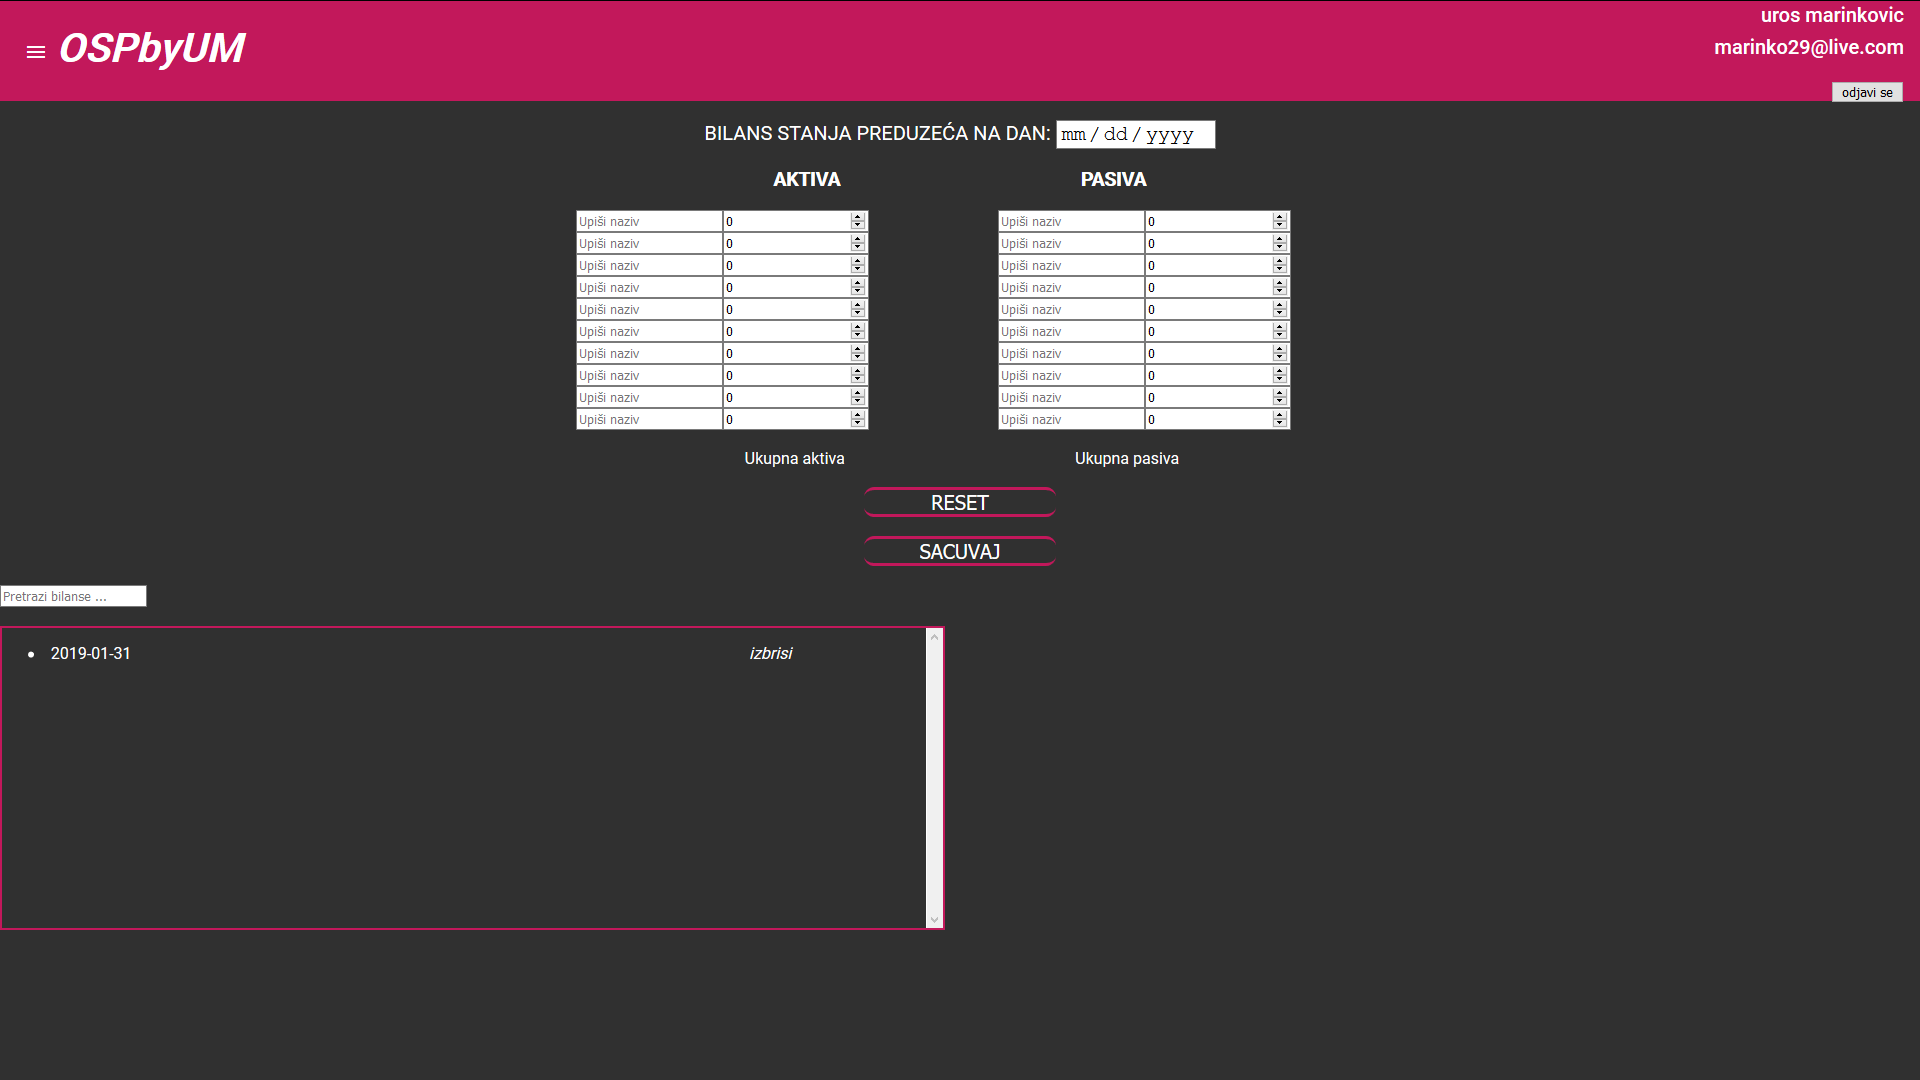 uros marinkovic
OSPbyUM
marinko29@live.com
odjavi se
BILANS STANJA PREDUZEĆA NA DAN: mm / dd / yyyy
AKTIVA PASIVA
Upiši naziv 0 Upiši naziv 0
Upiši naziv 0 Upiši naziv 0
Upiši naziv 0 Upiši naziv 0
Upiši naziv 0 Upiši naziv 0
Upiši naziv 0 Upiši naziv 0
Upiši naziv 0 Upiši naziv 0
Upiši naziv 0 Upiši naziv 0
Upiši naziv 0 Upiši naziv 0
Upiši naziv 0 Upiši naziv 0
Upiši naziv 0 Upiši naziv 0
Ukupna aktiva Ukupna pasiva
RESET
SACUVAJ
Pretrazi bilanse ...
2019-01-31 izbrisi